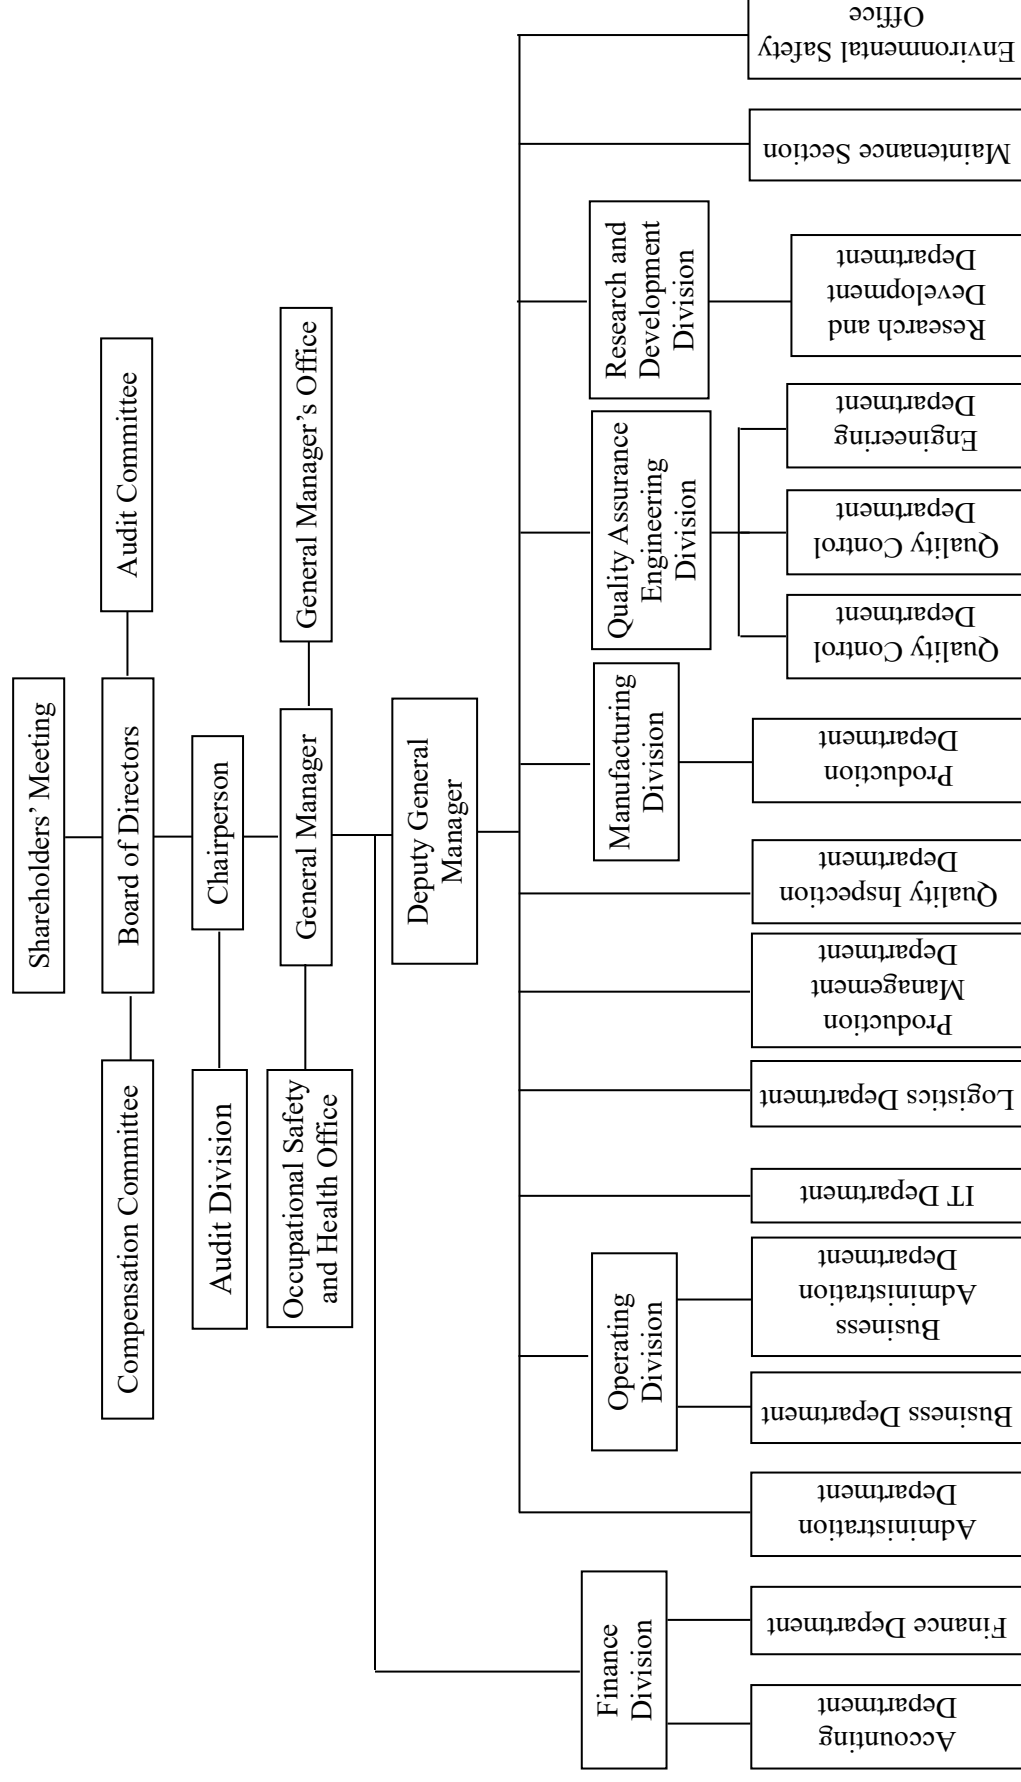 Shareholders’ Meeting
Compensation Committee
Board of Directors
Audit Committee
Audit Division
Chairperson
Occupational Safety
and Health Office
General Manager
General Manager’s Office
Deputy General
Manager
Finance
Division
Operating
Division
Manufacturing
Division
Quality Assurance
Engineering
Division
Research and
Development
Division
Accounting
Department
Finance Department
Administration
Department
Business Department
Business
Administration
Department
IT Department
Logistics Department
Production
Management
Department
Quality Inspection
Department
Production
Department
Quality Control
Department
Quality Control
Department
Engineering
Department
Research and
Development
Department
Maintenance Section
Environmental Safety
Office